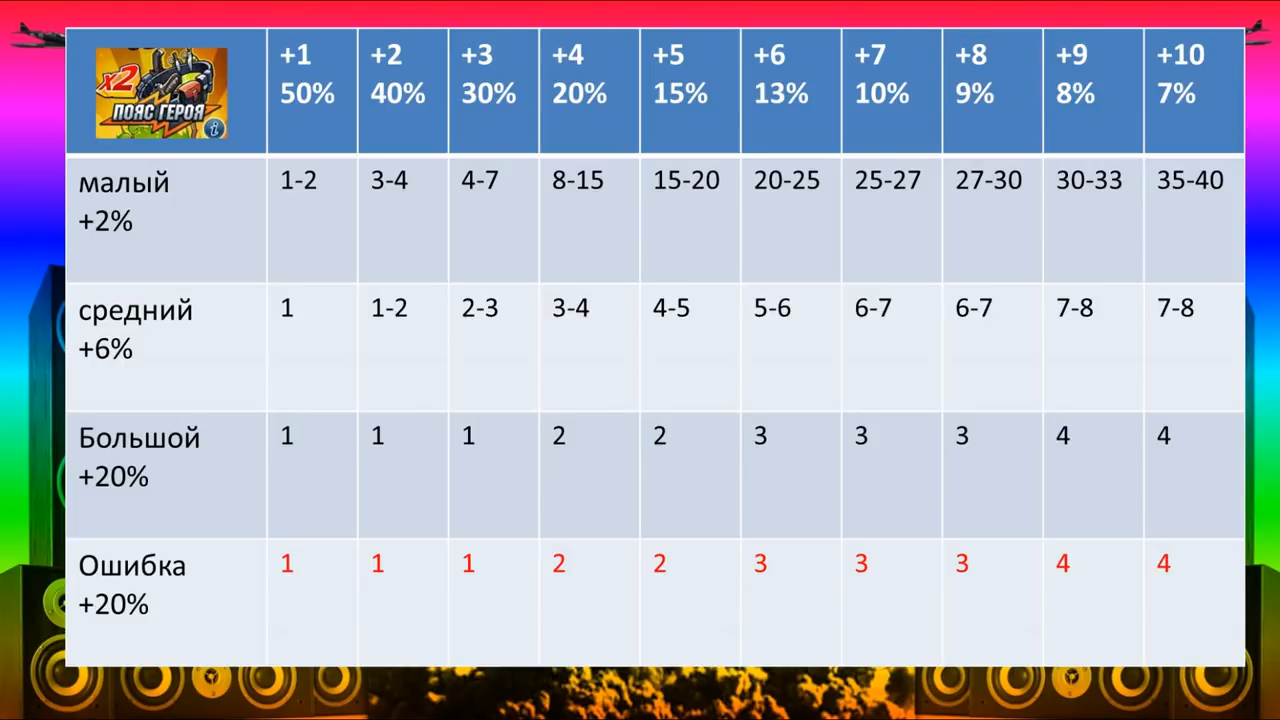 x2
ПОЯС ГЕРОЯ
i
+1 +2 +3 +4 +5 +6 +7 +8 +9 +10
50% 40% 30% 20% 15% 13% 10% 9% 8% 7%
малый 1-2 3-4 4-7 8-15 15-20 20-25 25-27 27-30 30-33 35-40
+2%
средний 1 1-2 2-3 3-4 4-5 5-6 6-7 6-7 7-8 7-8
+6%
Большой 1 1 1 2 2 3 3 3 4 4
+20%
Ошибка 1 1 1 2 2 3 3 3 4 4
+20%